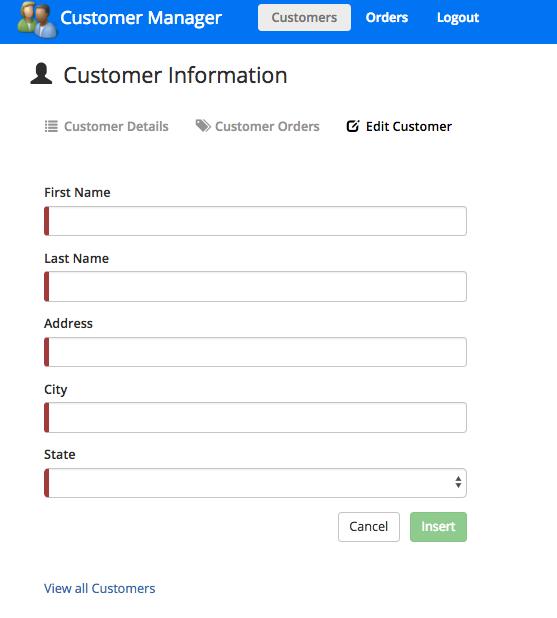 Customer Manager Customers Orders Logout
Customer Information
Customer Details Customer Orders Edit Customer
First Name
Last Name
Address
City
State
Cancel Insert
View all Customers